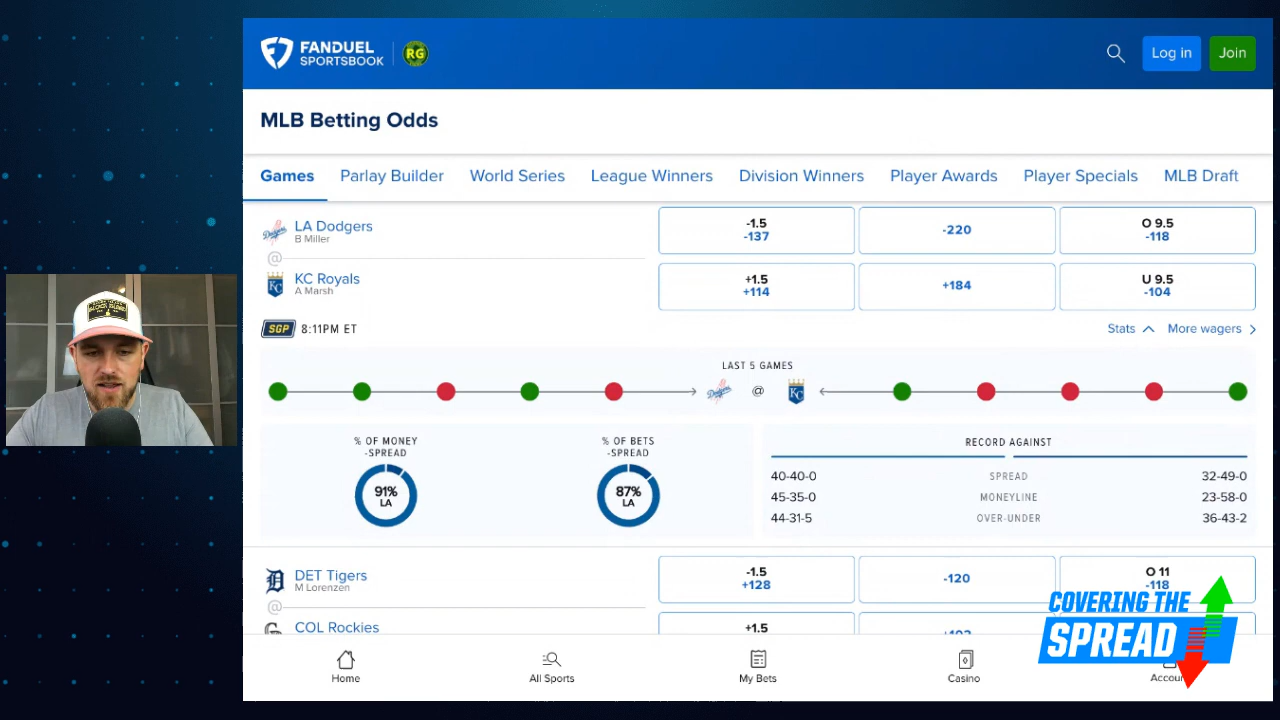 FANDUEL
SPORTSBOOK
RG
Log in
Join
MLB Betting Odds
Games
Parlay Builder
World Series
League Winners
Division Winners
Player Awards
Player Specials
MLB Draft
LA Dodgers
B Miller
-1.5
-137
-220
O 9.5
-118
@
KC Royals
A Marsh
+1.5
+114
+184
U 9.5
-104
SGP
8:11PM ET
Stats
More wagers
LAST 5 GAMES
Dodgers
@
KC
% OF MONEY
-SPREAD
91%
LA
% OF BETS
-SPREAD
87%
LA
RECORD AGAINST
40-40-0
SPREAD
32-49-0
45-35-0
MONEYLINE
23-58-0
44-31-5
OVER-UNDER
36-43-2
DET Tigers
M Lorenzen
-1.5
+128
-120
O 11
-118
@
COL Rockies
+1.5
COVERING THE
SPREAD
Home
All Sports
My Bets
Casino
Accou